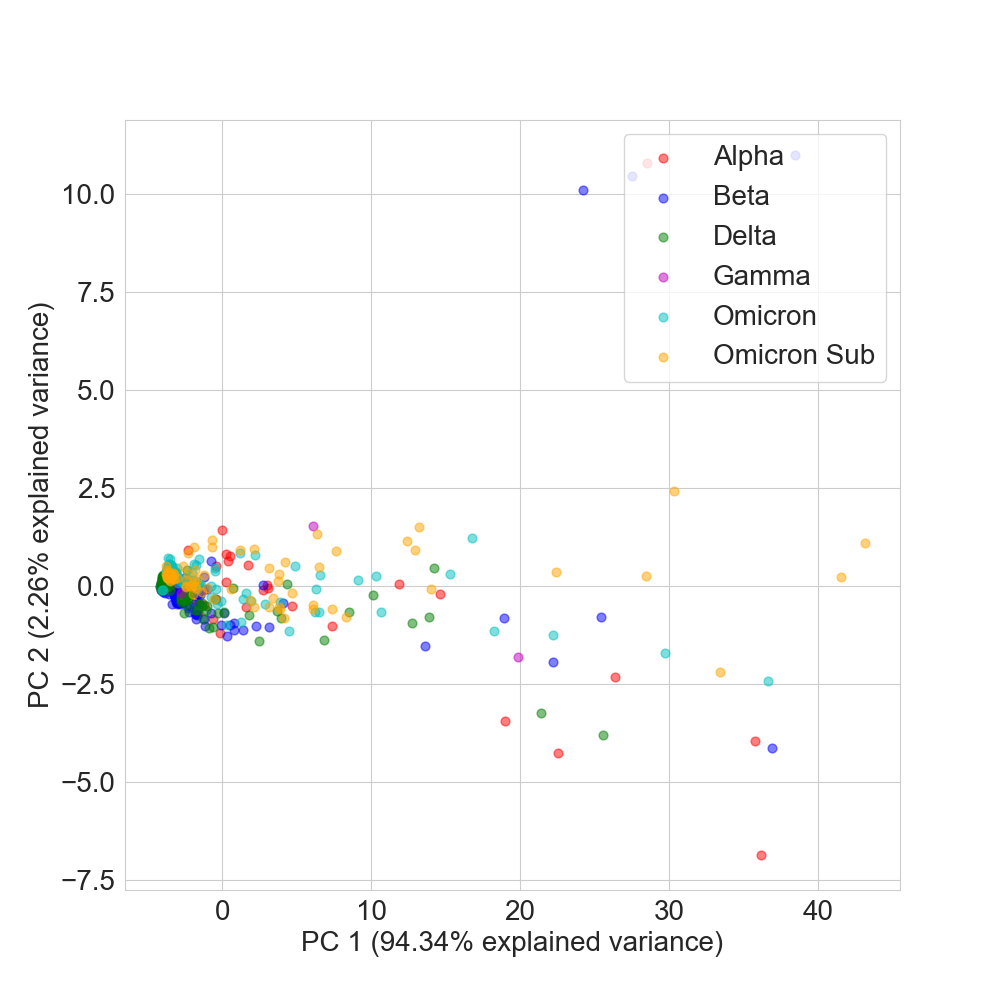 Alpha
Beta
Delta
Gamma
Omicron
Omicron Sub
10.0
7.5
5.0
2.5
0.0
−2.5
−5.0
−7.5
PC 2 (2.26% explained variance)
0 10 20 30 40
PC 1 (94.34% explained variance)